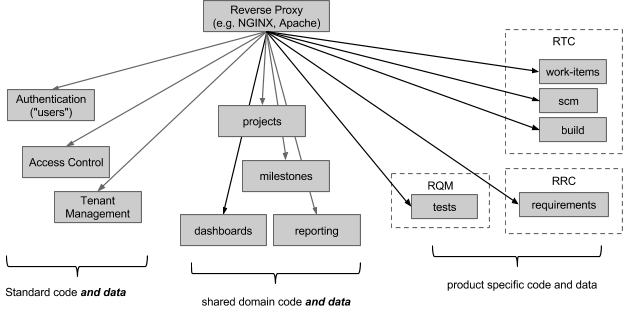 Reverse Proxy
(e.g. NGINX, Apache)
RTC
work-items
scm
build
Authentication
("users")
projects
Access Control
milestones
RQM
tests
RRC
requirements
Tenant
Management
dashboards
reporting
Standard code and data
shared domain code and data
product specific code and data